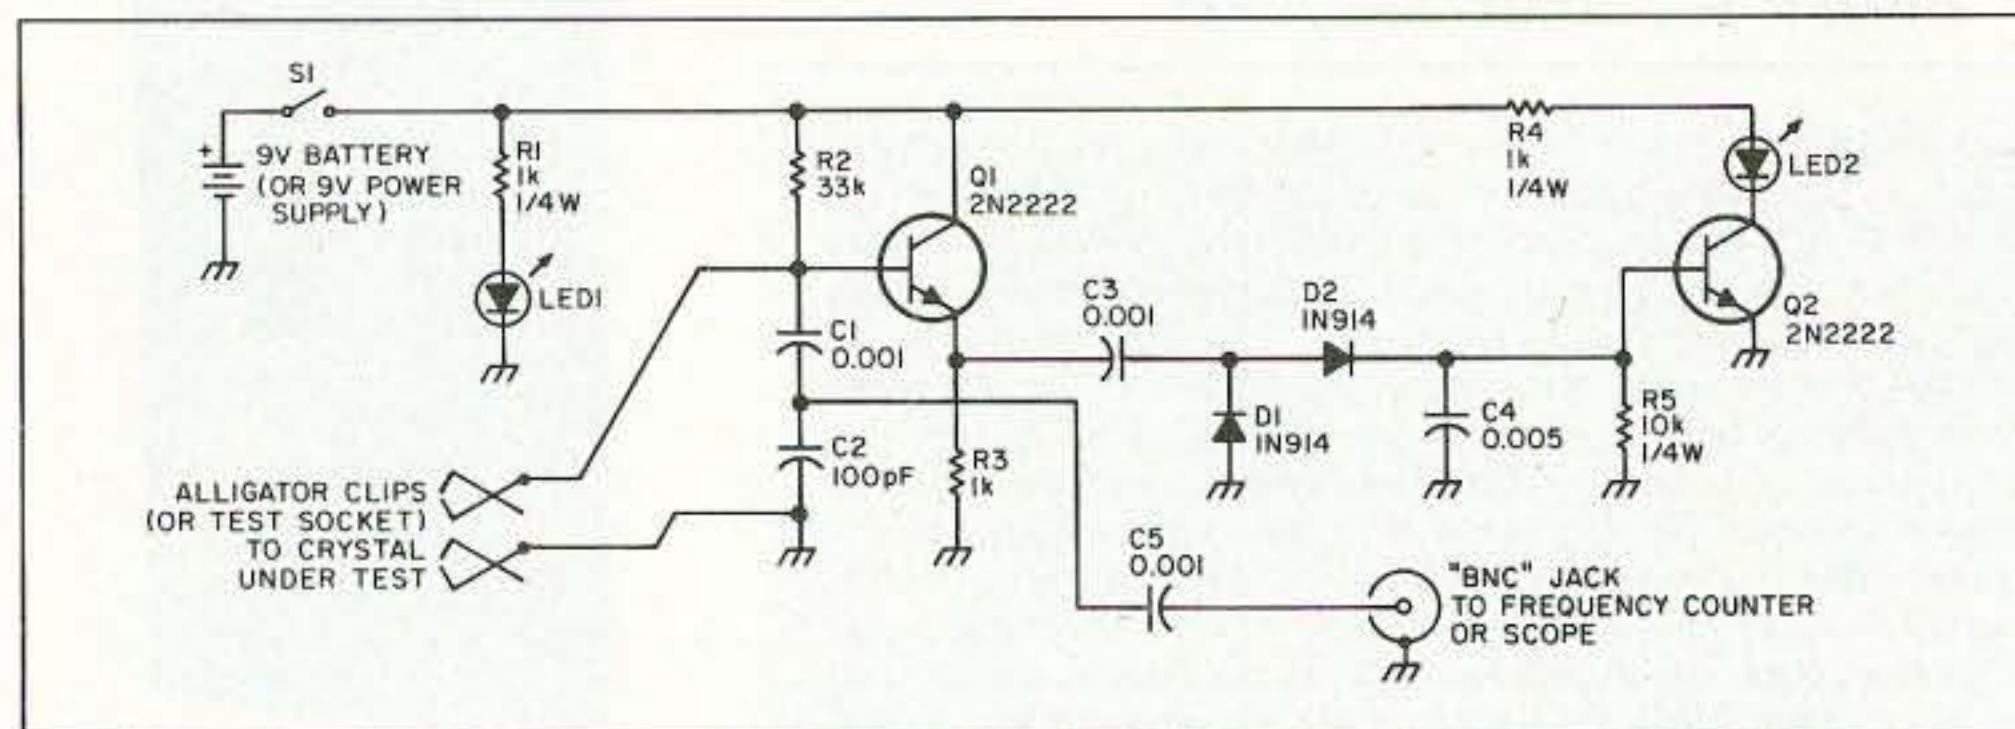 S1
9V BATTERY
(OR 9V POWER
SUPPLY)
+
R1
1k
1/4W
LED1
R2
33k
Q1
2N2222
C1
0.001
C2
100pF
R3
1k
C3
0.001
D1
1N914
D2
1N914
C4
0.005
R4
1k
1/4W
LED2
Q2
2N2222
R5
10k
1/4W
ALLIGATOR CLIPS
(OR TEST SOCKET)
TO CRYSTAL
UNDER TEST
C5
0.001
"BNC" JACK
TO FREQUENCY COUNTER
OR SCOPE